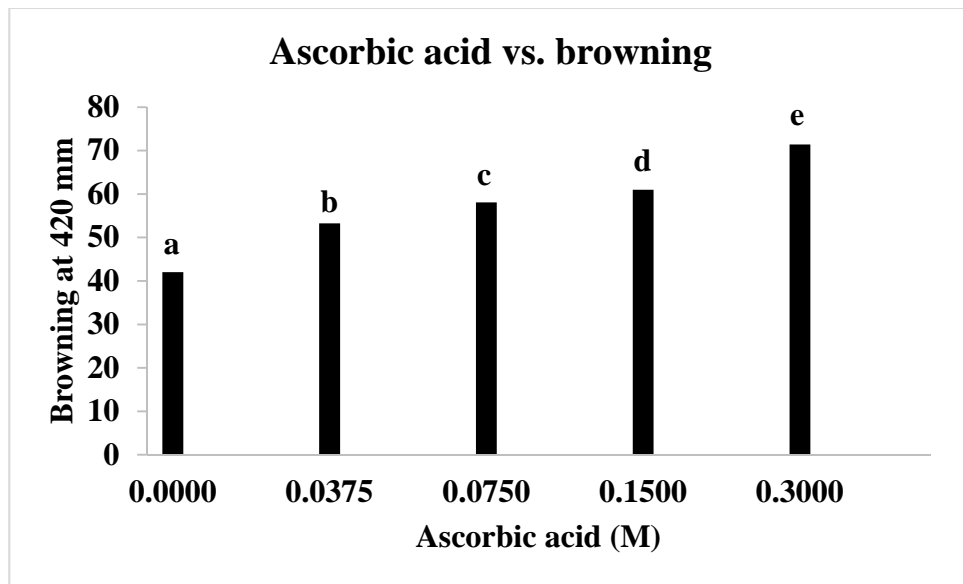 Ascorbic acid vs. browning
Browning at 420 mm
80
70
60
50
40
30
20
10
0
a
b
c
d
e
0.0000 0.0375 0.0750 0.1500 0.3000
Ascorbic acid (M)